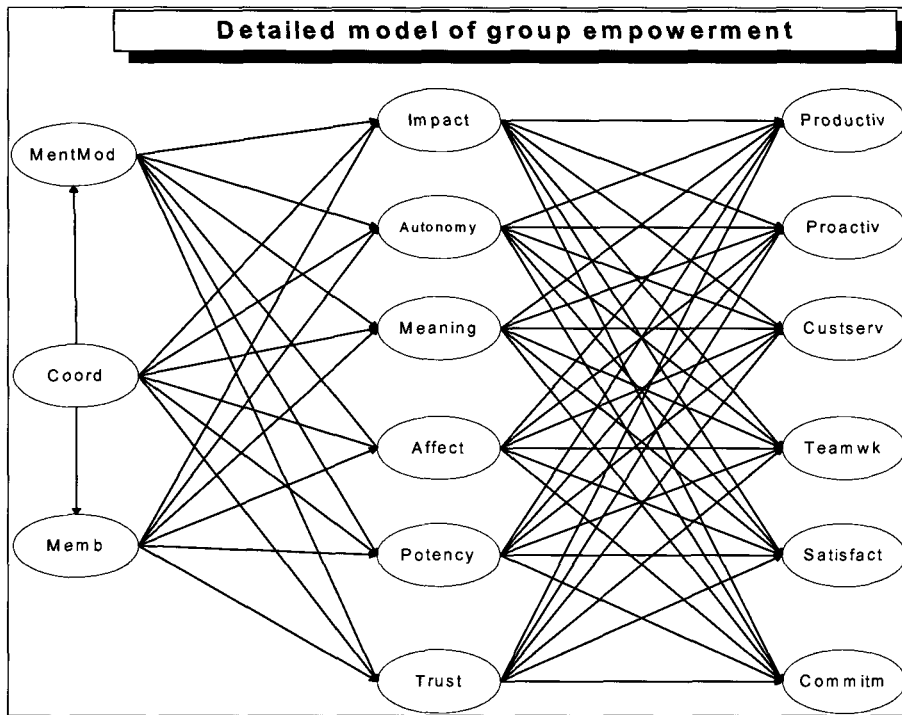 Detailed model of group empowerment
Impact
Productiv
MentMod
Autonomy
Proactiv
Meaning
Custserv
Coord
Affect
Teamwk
Memb
Potency
Satisfact
Trust
Commitm